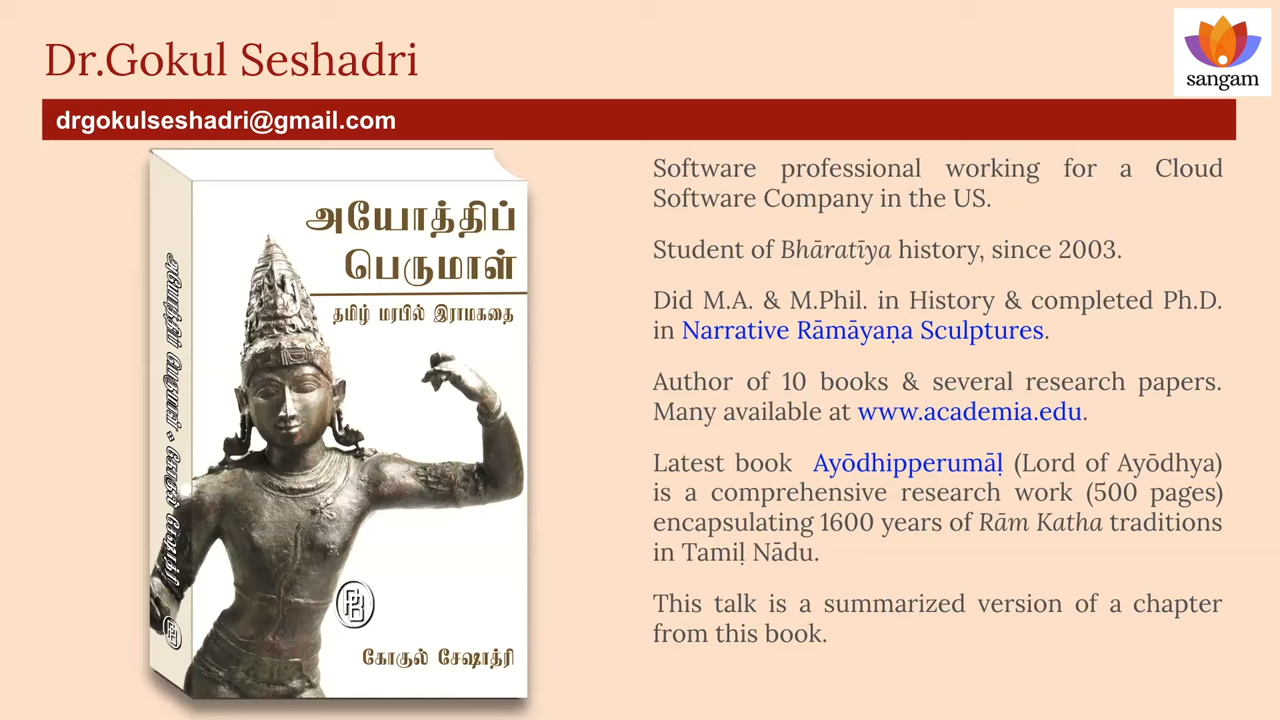 Dr.Gokul Seshadri
sangam
drgokulseshadri@gmail.com
அயோத்திப்
பெருமாள்
தமிழ் மரபில் இராமகதை
கோகுல் சேஷாத்ரி
அயோத்திப் பெருமாள் கோகுல் சேஷாத்ரி
Software professional working for a Cloud
Software Company in the US.
Student of Bhāratīya history, since 2003.
Did M.A. & M.Phil. in History & completed Ph.D.
in Narrative Rāmāyaṇa Sculptures.
Author of 10 books & several research papers.
Many available at www.academia.edu.
Latest book Ayōdhipperumāḷ (Lord of Ayōdhya)
is a comprehensive research work (500 pages)
encapsulating 1600 years of Rām Katha traditions
in Tamiḷ Nādu.
This talk is a summarized version of a chapter
from this book.